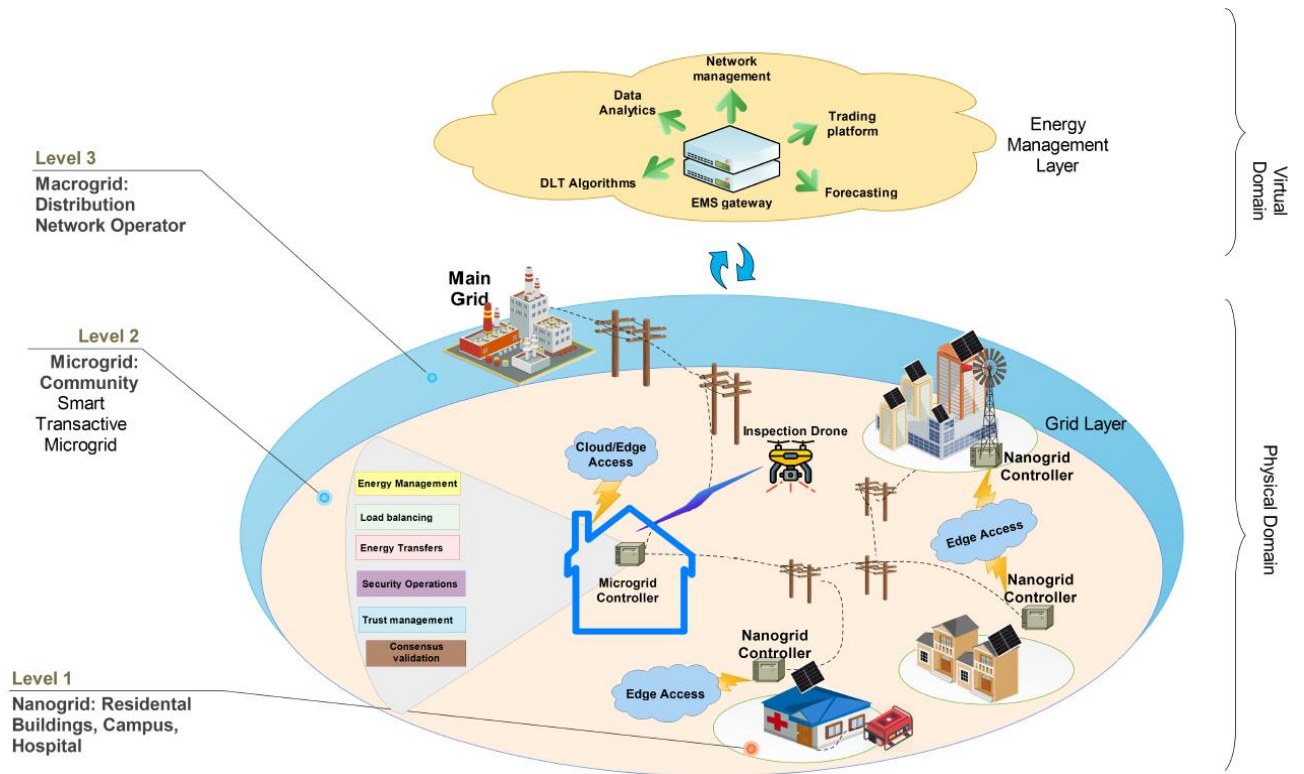 Network
management
Data
Analytics
Trading
platform
DLT Algorithms
Forecasting
EMS gateway
Energy
Management
Layer
Virtual
Domain
Level 3
Macrogrid:
Distribution
Network Operator
Main
Grid
Level 2
Microgrid:
Community
Smart
Transactive
Microgrid
Grid Layer
Inspection Drone
Cloud/Edge
Access
Nanogrid
Controller
Energy Management
Load balancing
Energy Transfers
Security Operations
Trust management
Consensus
validation
Microgrid
Controller
Edge Access
Nanogrid
Controller
Physical Domain
Nanogrid
Controller
Edge Access
Level 1
Nanogrid: Residential
Buildings, Campus,
Hospital